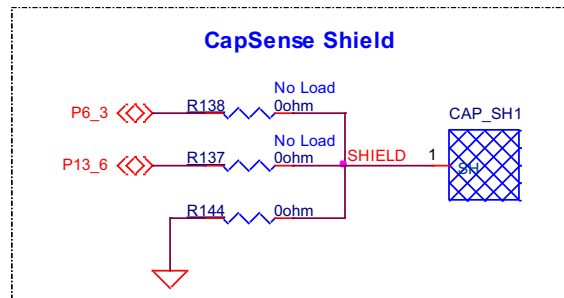 CapSense Shield
No Load
P6_3 R138 0ohm CAP_SH1
No Load
P13_6 R137 0ohm SHIELD 1 SH
R144 0ohm